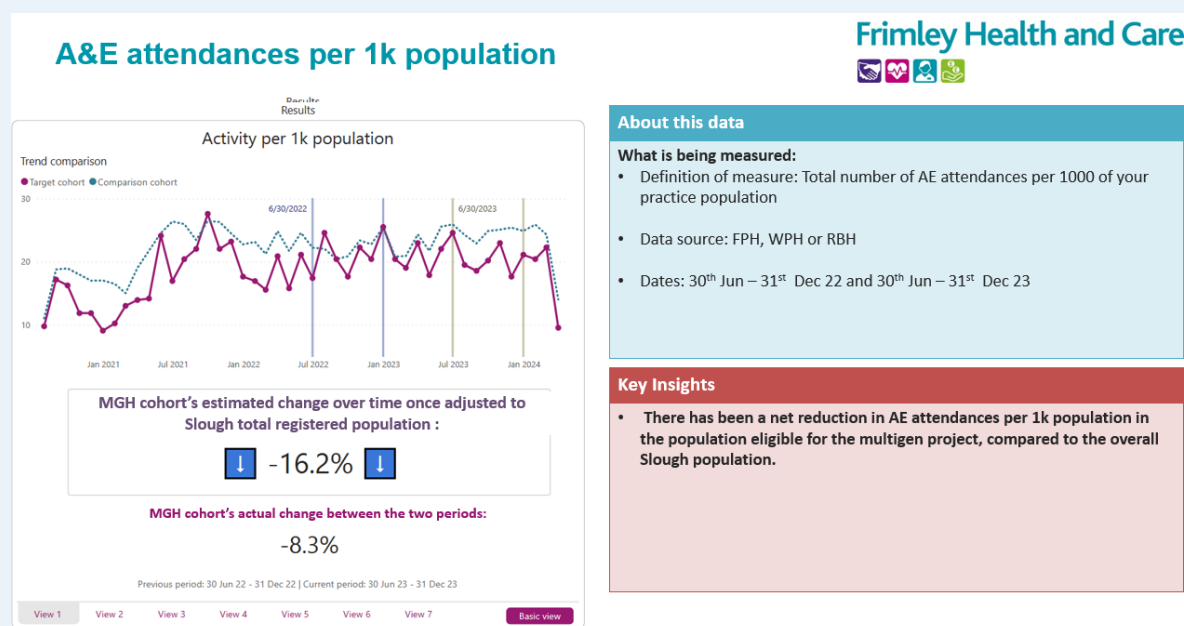 A&E attendances per 1k population
Frimley Health and Care
Results
Results
Activity per 1k population
Trend comparison
Target cohort Comparison cohort
30
6/30/2022
6/30/2023
20
10
Jan 2021 Jul 2021 Jan 2022 Jul 2022 Jan 2023 Jul 2023 Jan 2024
MGH cohort's estimated change over time once adjusted to
Slough total registered population :
↓ -16.2% ↓
MGH cohort's actual change between the two periods:
-8.3%
Previous period: 30 Jun 22 - 31 Dec 22 | Current period: 30 Jun 23 - 31 Dec 23
View 1 View 2 View 3 View 4 View 5 View 6 View 7 Basic view
About this data
What is being measured:
• Definition of measure: Total number of AE attendances per 1000 of your
practice population
• Data source: FPH, WPH or RBH
• Dates: 30th Jun – 31st Dec 22 and 30th Jun – 31st Dec 23
Key Insights
• There has been a net reduction in AE attendances per 1k population in
the population eligible for the multigen project, compared to the overall
Slough population.